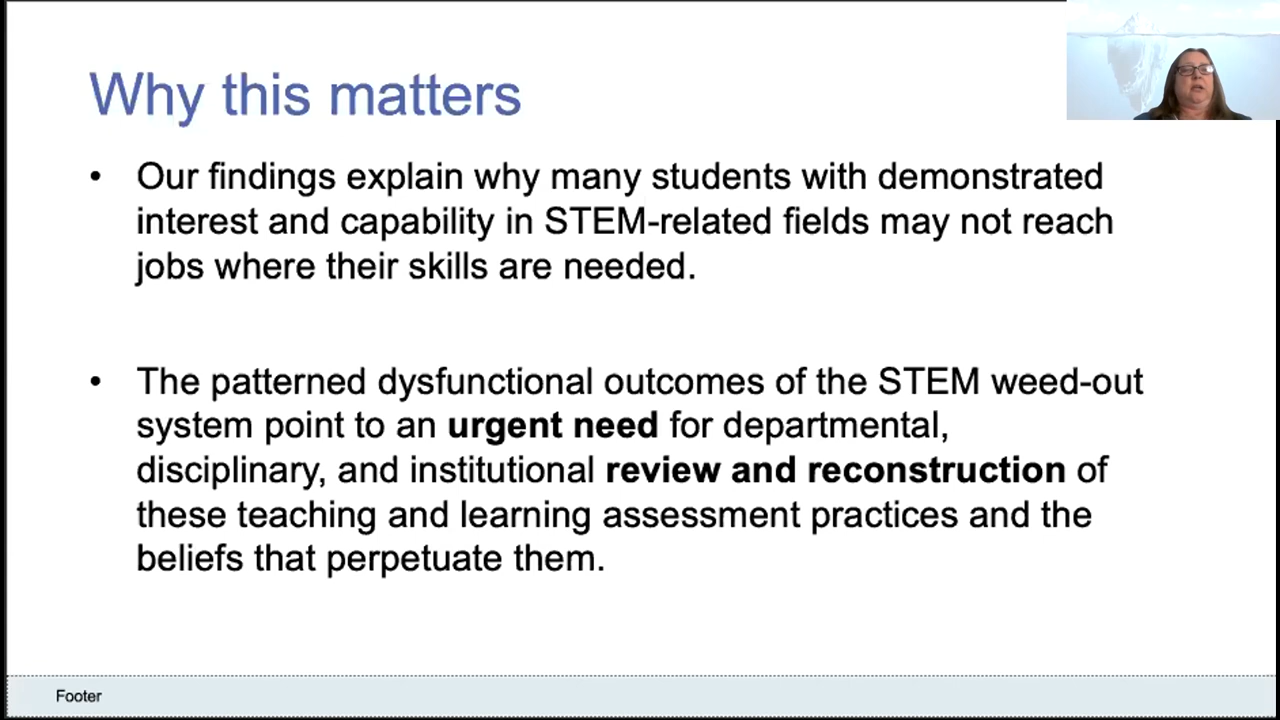 Why this matters
• Our findings explain why many students with demonstrated
interest and capability in STEM-related fields may not reach
jobs where their skills are needed.
• The patterned dysfunctional outcomes of the STEM weed-out
system point to an urgent need for departmental,
disciplinary, and institutional review and reconstruction of
these teaching and learning assessment practices and the
beliefs that perpetuate them.
Footer